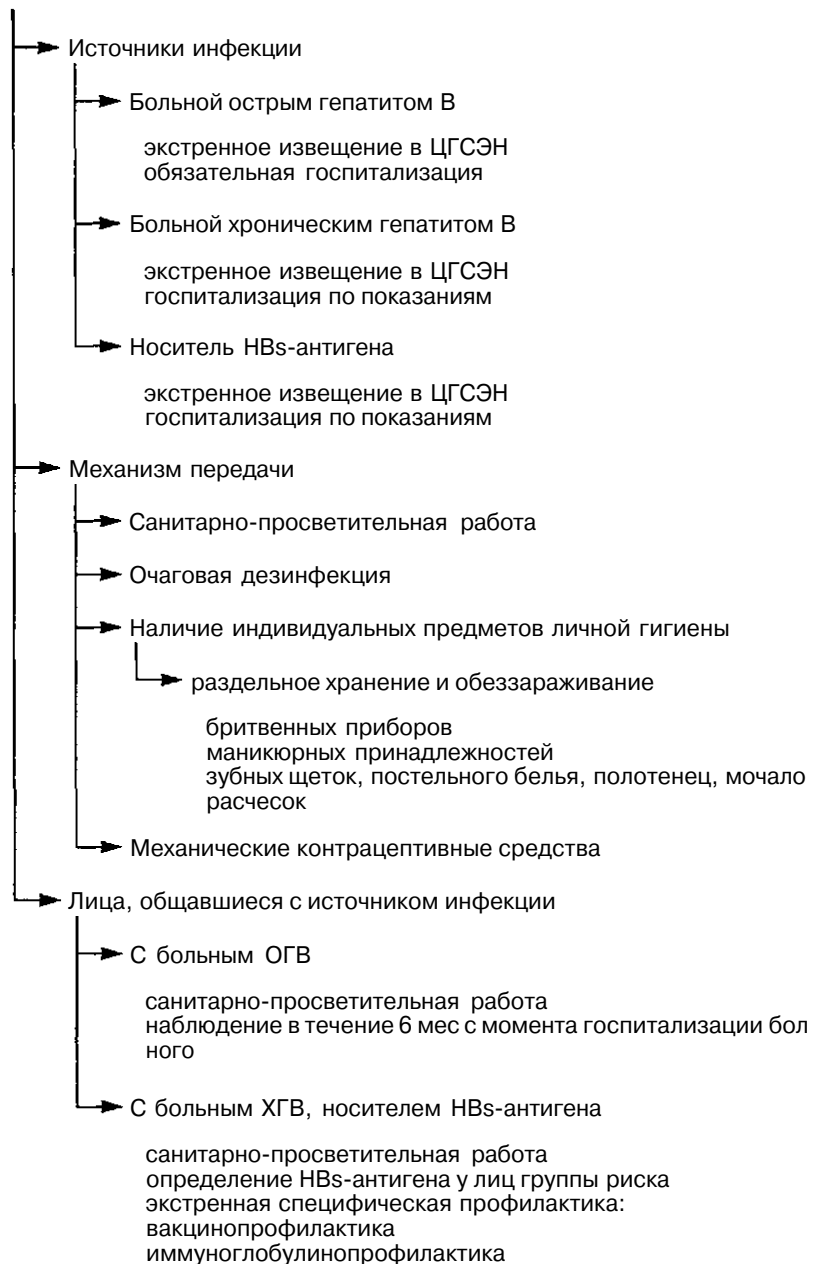 Источники инфекции
Больной острым гепатитом В
экстренное извещение в ЦГСЭН
обязательная госпитализация
Больной хроническим гепатитом В
экстренное извещение в ЦГСЭН
госпитализация по показаниям
Носитель HBs-антигена
экстренное извещение в ЦГСЭН
госпитализация по показаниям
Механизм передачи
Санитарно-просветительная работа
Очаговая дезинфекция
Наличие индивидуальных предметов личной гигиены
раздельное хранение и обеззараживание
бритвенных приборов
маникюрных принадлежностей
зубных щеток, постельного белья, полотенец, мочало
расчесок
Механические контрацептивные средства
Лица, общавшиеся с источником инфекции
С больным ОГВ
санитарно-просветительная работа
наблюдение в течение 6 мес с момента госпитализации бол
ного
С больным ХГВ, носителем HBs-антигена
санитарно-просветительная работа
определение HBs-антигена у лиц группы риска
экстренная специфическая профилактика:
вакцинопрофилактика
иммуноглобулинопрофилактика